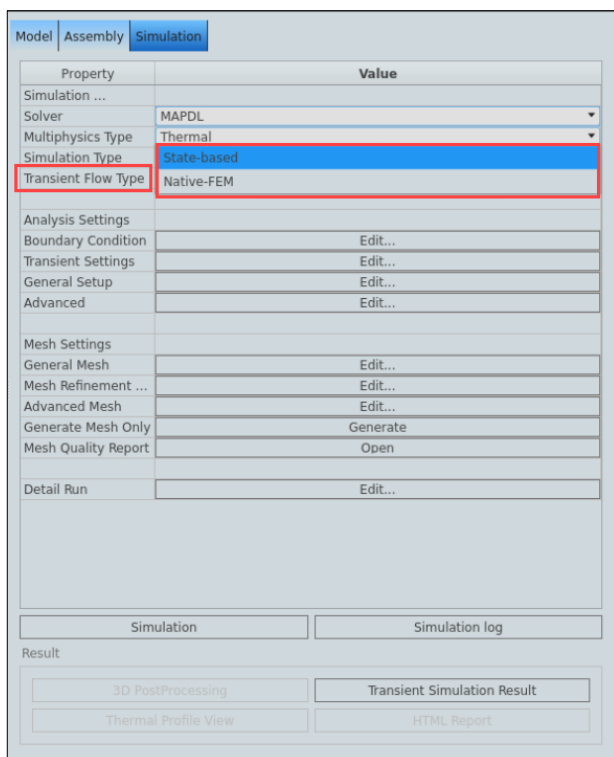 Model Assembly Simulation
Property Value
Simulation ...
Solver MAPDL
Multiphysics Type Thermal
Simulation Type State-based
Transient Flow Type Native-FEM
Analysis Settings
Boundary Condition Edit...
Transient Settings Edit...
General Setup Edit...
Advanced Edit...
Mesh Settings
General Mesh Edit...
Mesh Refinement ... Edit...
Advanced Mesh Edit...
Generate Mesh Only Generate
Mesh Quality Report Open
Detail Run Edit...
Simulation Simulation log
Result
3D PostProcessing Transient Simulation Result
Thermal Profile View HTML Report